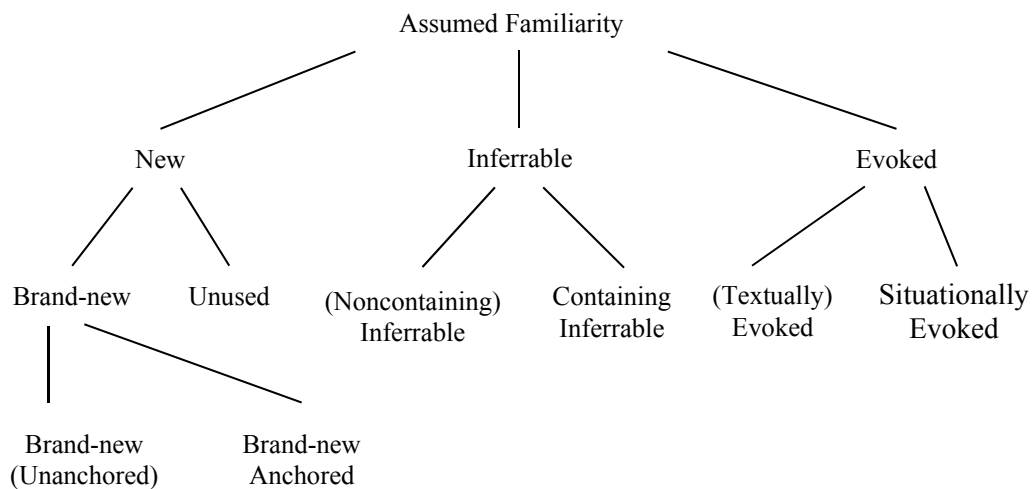 Assumed Familiarity
New Inferrable Evoked
Brand-new Unused (Noncontaining) Containing (Textually) Situationally
Inferrable Inferrable Evoked Evoked
Brand-new Brand-new
(Unanchored) Anchored